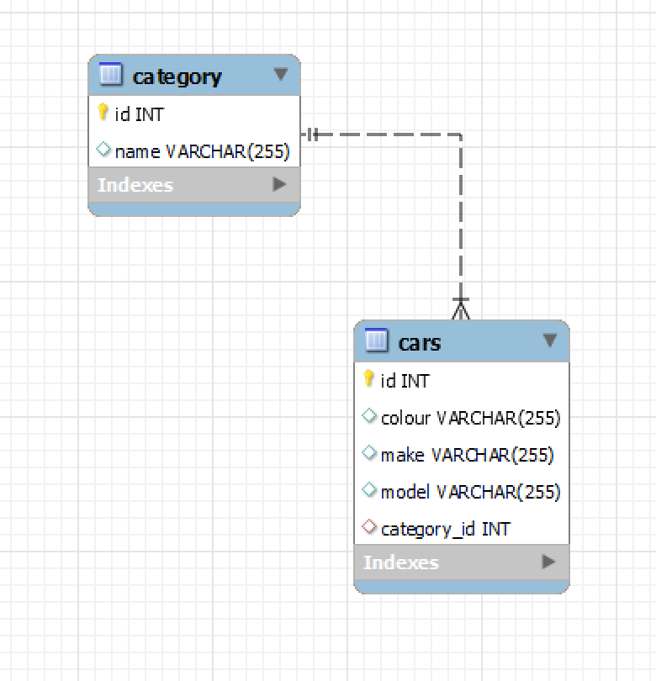 category
id INT
name VARCHAR(255)
Indexes
cars
id INT
colour VARCHAR(255)
make VARCHAR(255)
model VARCHAR(255)
category_id INT
Indexes